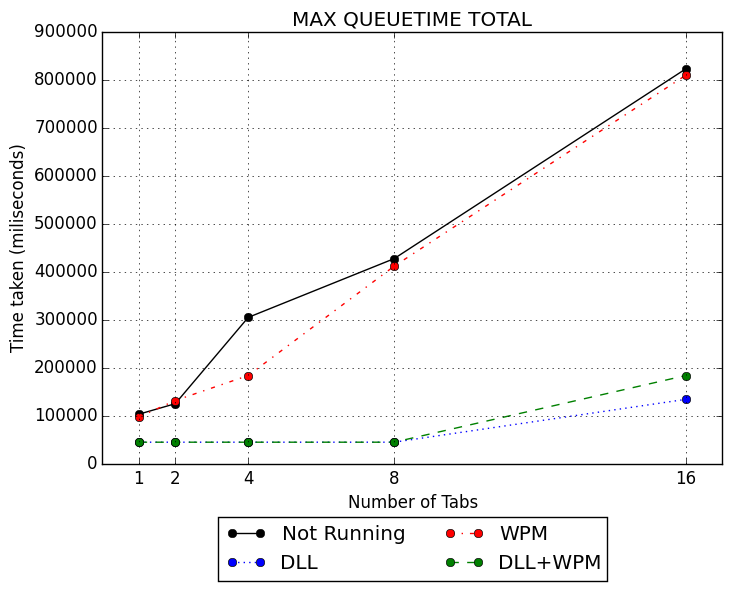 MAX QUEUETIME TOTAL
900000
800000
700000
600000
500000
400000
300000
200000
100000
0
Time taken (miliseconds)
1 2 4 8 16
Number of Tabs
Not Running WPM
DLL DLL+WPM